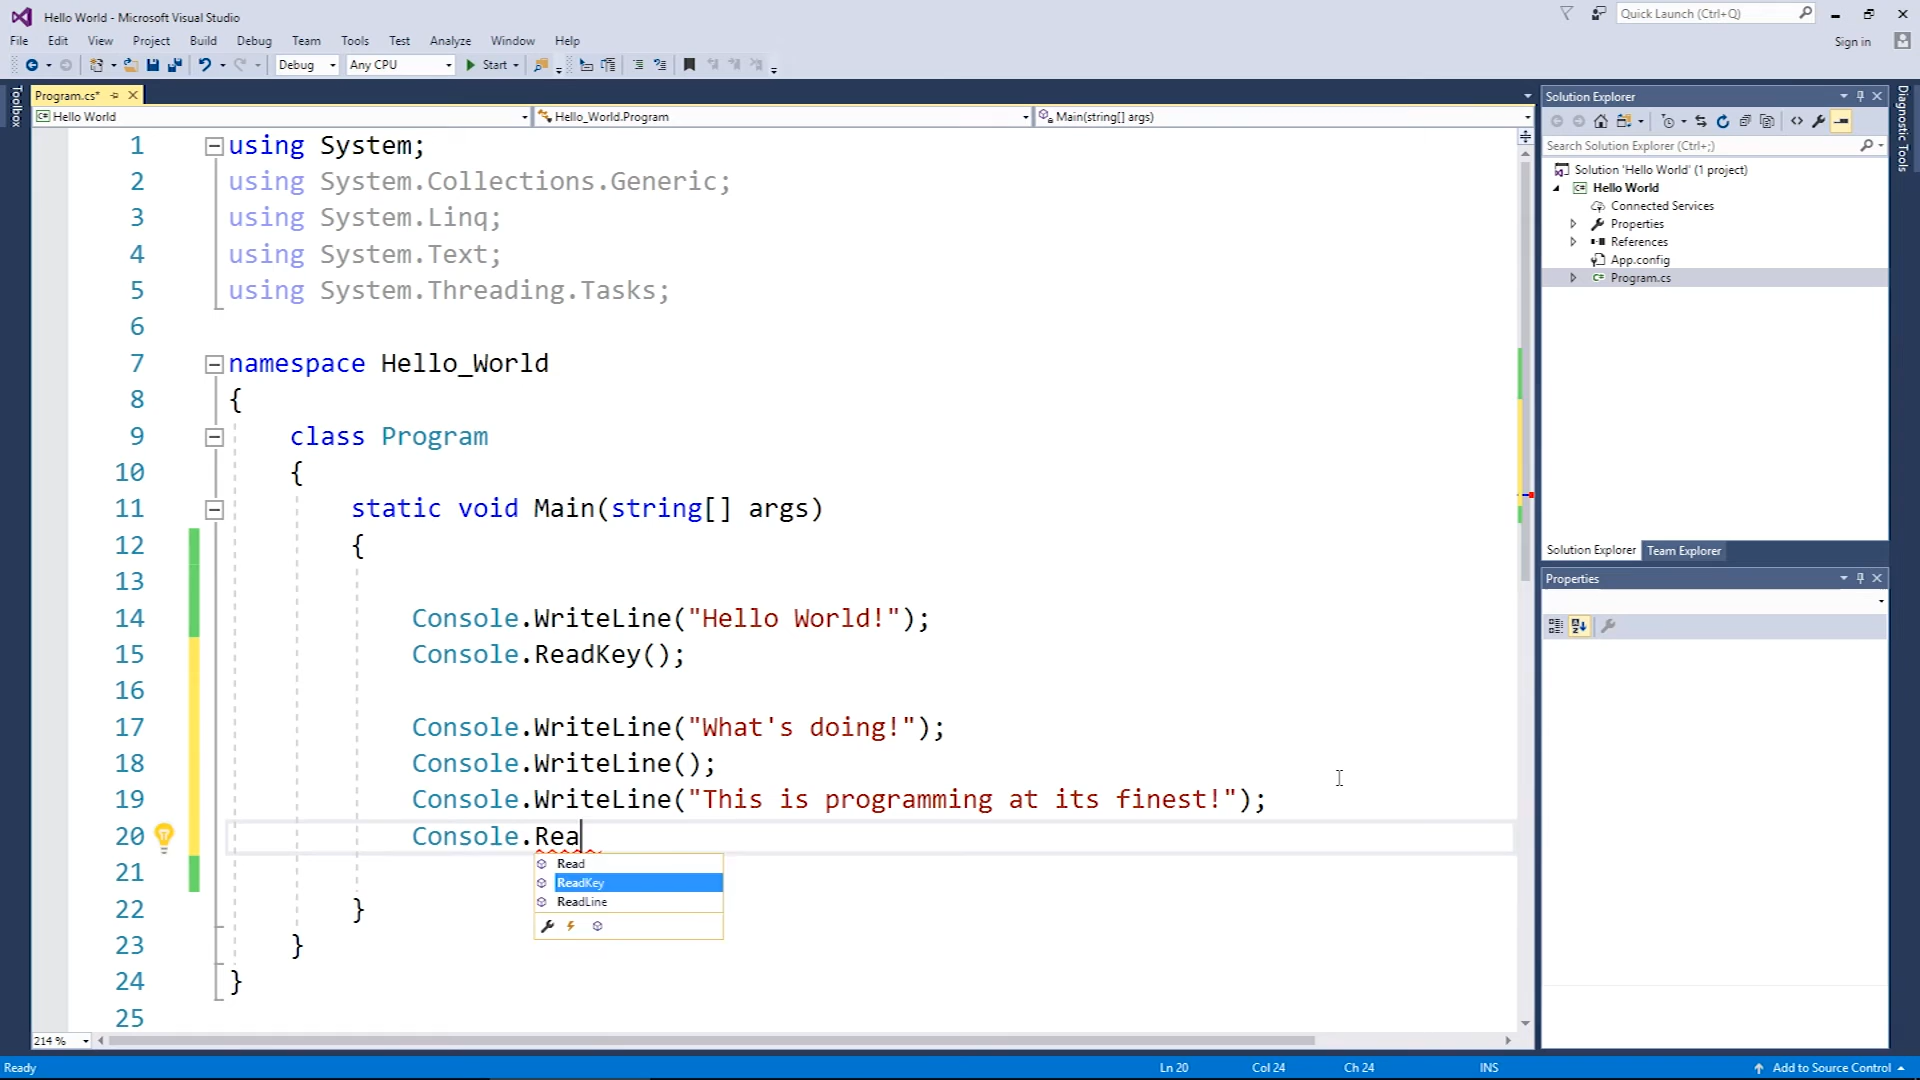 Hello World - Microsoft Visual Studio
Quick Launch (Ctrl+Q)
File Edit View Project Build Debug Team Tools Test Analyze Window Help
Sign in
Debug Any CPU Start
Toolbox
Program.cs*
Hello World Hello_World.Program Main(string[] args)
1 using System;
2 using System.Collections.Generic;
3 using System.Linq;
4 using System.Text;
5 using System.Threading.Tasks;
6
7 namespace Hello_World
8 {
9 class Program
10 {
11 static void Main(string[] args)
12 {
13
14 Console.WriteLine("Hello World!");
15 Console.ReadKey();
16
17 Console.WriteLine("What's doing!");
18 Console.WriteLine();
19 Console.WriteLine("This is programming at its finest!");
20 Console.Rea
Read
ReadKey
ReadLine
21
22 }
23 }
24 }
25
214 %
Solution Explorer
Search Solution Explorer (Ctrl+;)
Solution 'Hello World' (1 project)
C# Hello World
Connected Services
Properties
References
App.config
C# Program.cs
Solution Explorer Team Explorer
Properties
Diagnostic Tools
Ready Ln 20 Col 24 Ch 24 INS Add to Source Control